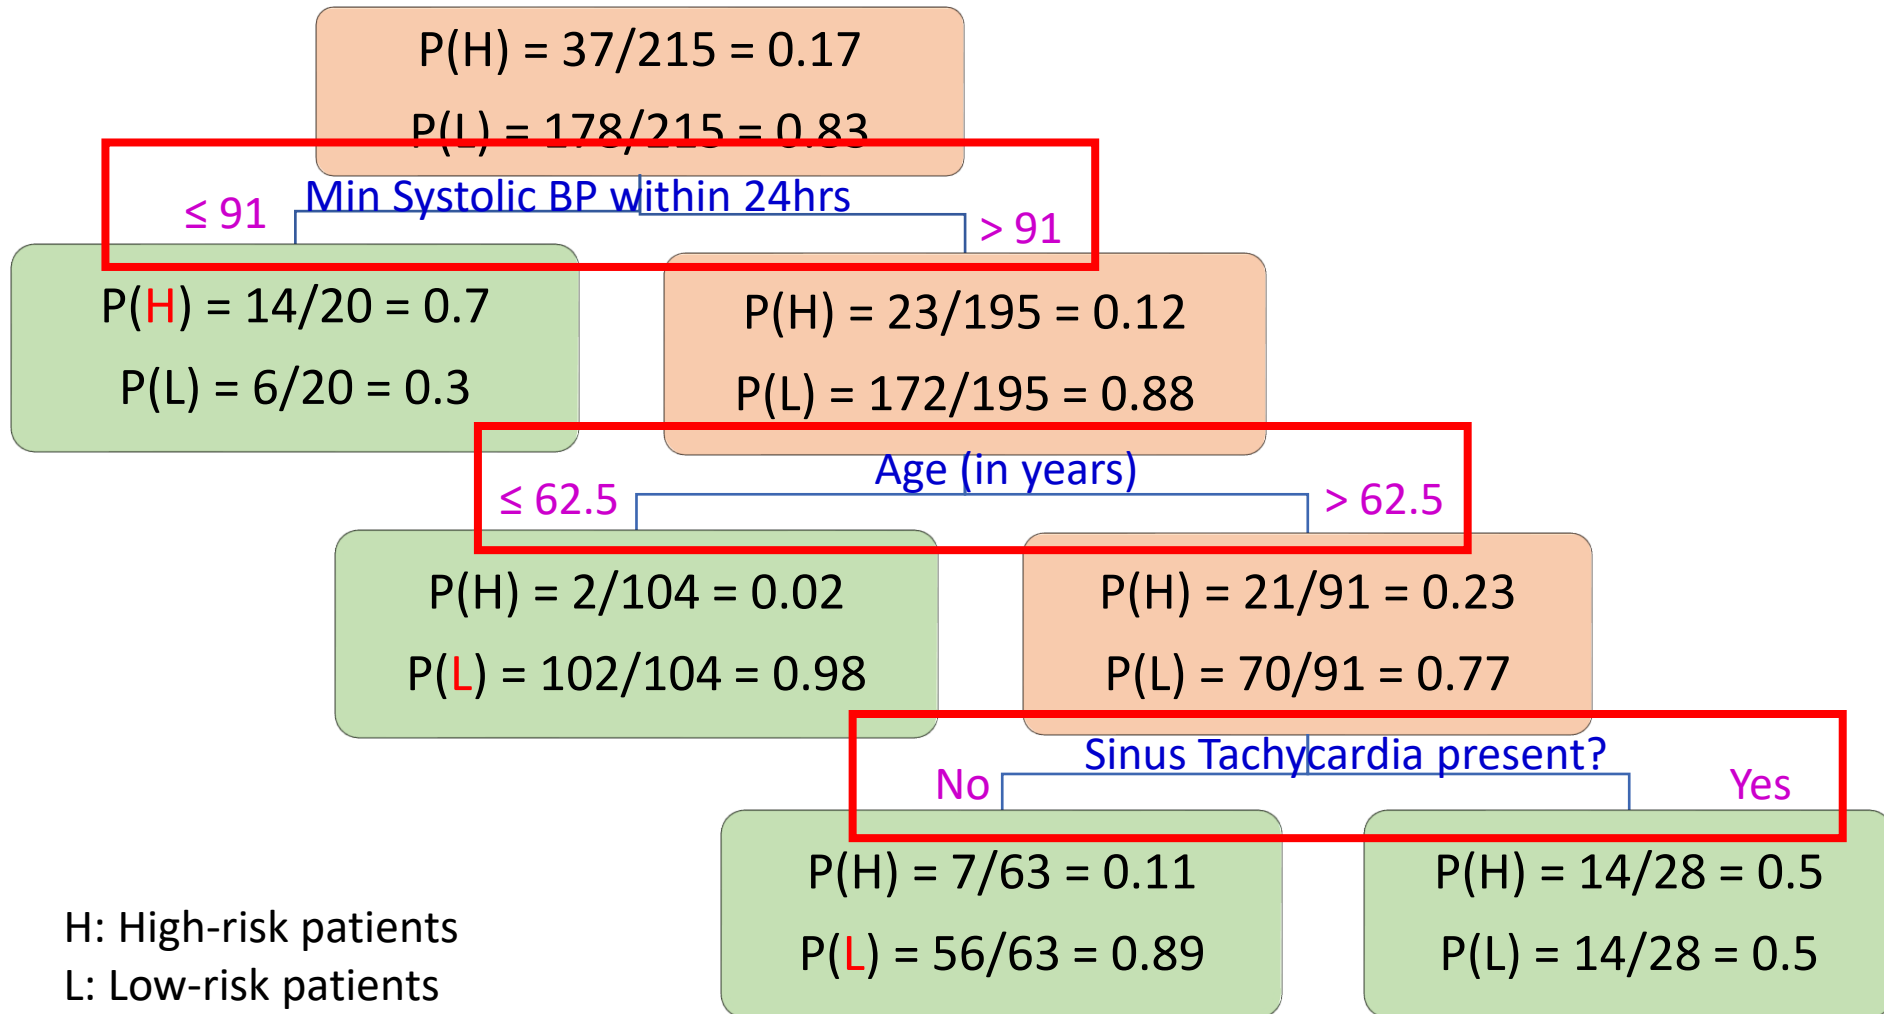 P(H) = 37/215 = 0.17
P(L) = 178/215 = 0.83
Min Systolic BP within 24hrs
≤ 91
> 91
P(H) = 14/20 = 0.7
P(L) = 6/20 = 0.3
P(H) = 23/195 = 0.12
P(L) = 172/195 = 0.88
Age (in years)
≤ 62.5
> 62.5
P(H) = 2/104 = 0.02
P(L) = 102/104 = 0.98
P(H) = 21/91 = 0.23
P(L) = 70/91 = 0.77
Sinus Tachycardia present?
No
Yes
P(H) = 7/63 = 0.11
P(L) = 56/63 = 0.89
P(H) = 14/28 = 0.5
P(L) = 14/28 = 0.5
H: High-risk patients
L: Low-risk patients